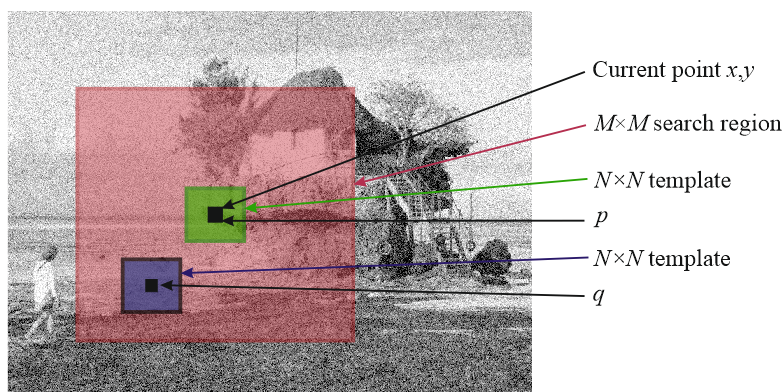 Current point x,y
M×M search region
N×N template
p
N×N template
q